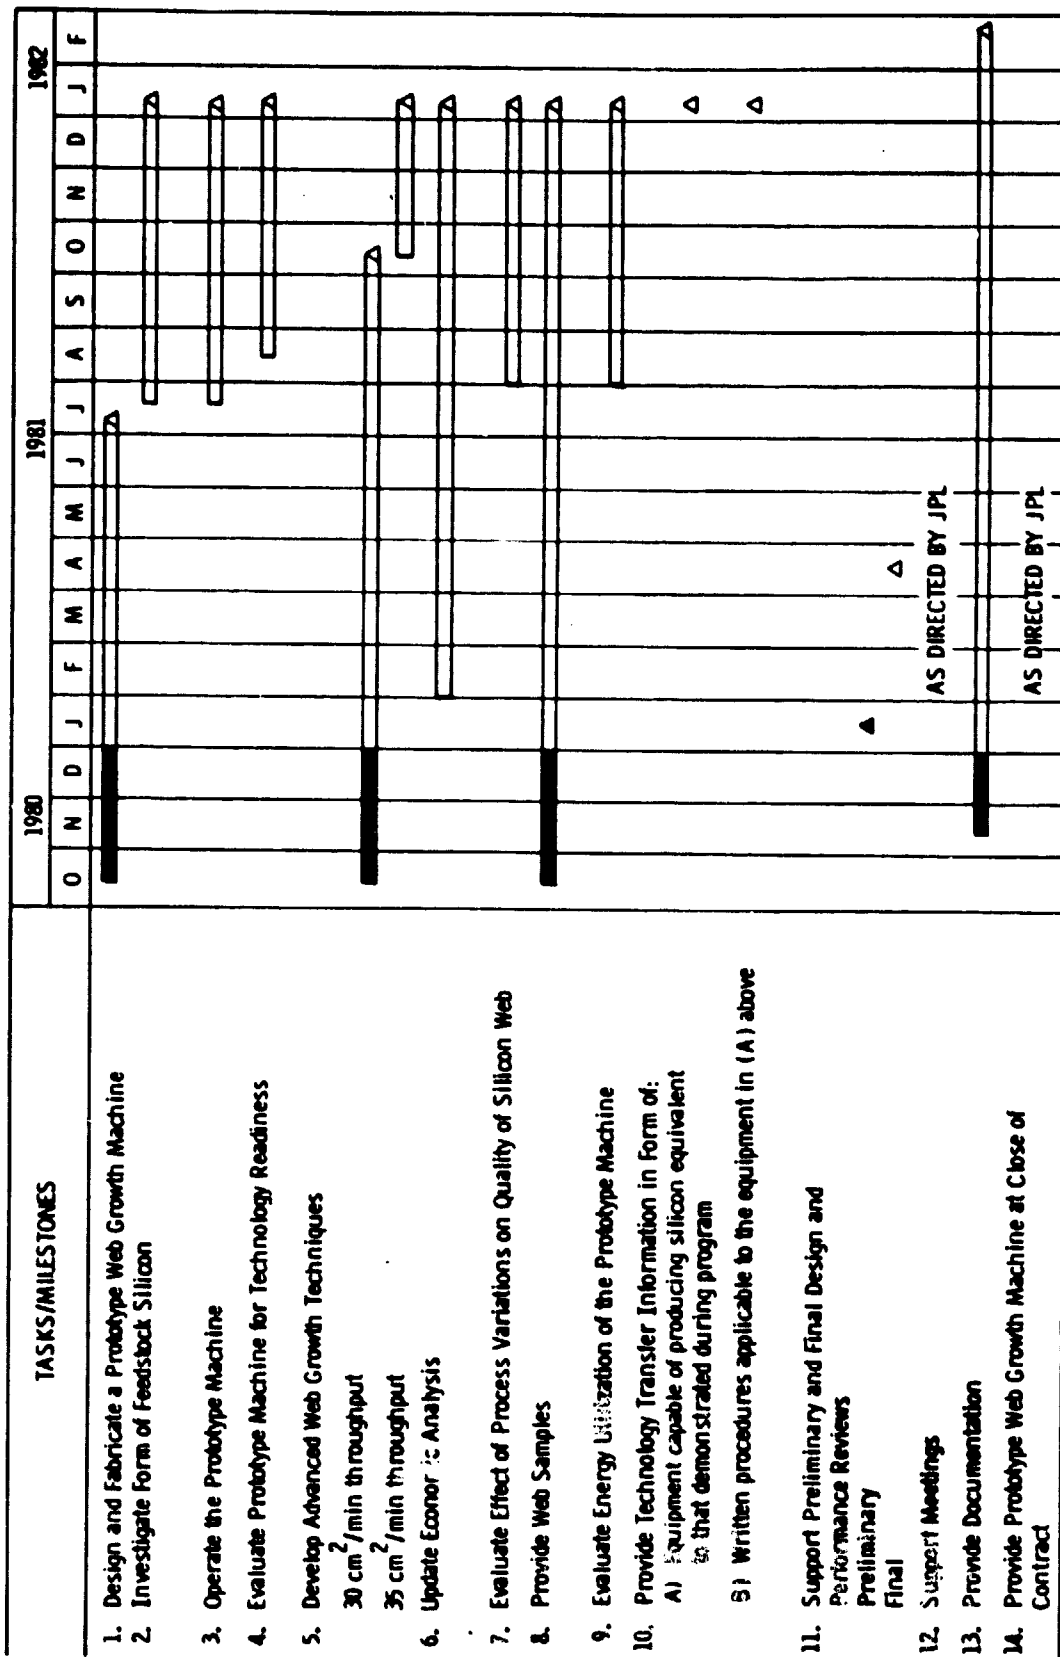 TASKS/MILESTONES
1980 1981 1982
O N D J F M A M J J A S O N D J F
1. Design and Fabricate a Prototype Web Growth Machine
2. Investigate Form of Feedstock Silicon
3. Operate the Prototype Machine
4. Evaluate Prototype Machine for Technology Readiness
5. Develop Advanced Web Growth Techniques
30 cm²/min throughput
35 cm²/min throughput
6. Update Economic Analysis
7. Evaluate Effect of Process Variations on Quality of Silicon Web
8. Provide Web Samples
9. Evaluate Energy Utilization of the Prototype Machine
10. Provide Technology Transfer Information in Form of:
A) Equipment capable of producing silicon equivalent
to that demonstrated during program
B) Written procedures applicable to the equipment in (A) above
11. Support Preliminary and Final Design and
Performance Reviews
Preliminary
Final
12. Support Meetings
AS DIRECTED BY JPL
13. Provide Documentation
14. Provide Prototype Web Growth Machine at Close of
Contract
AS DIRECTED BY JPL